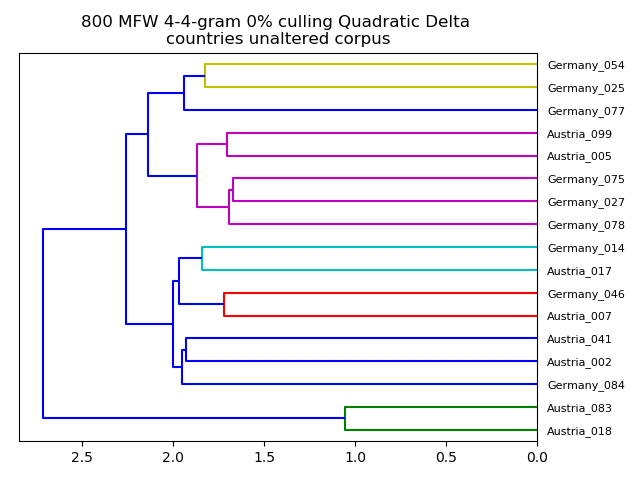 800 MFW 4-4-gram 0% culling Quadratic Delta
countries unaltered corpus
Germany_054
Germany_025
Germany_077
Austria_099
Austria_005
Germany_075
Germany_027
Germany_078
Germany_014
Austria_017
Germany_046
Austria_007
Austria_041
Austria_002
Germany_084
Austria_083
Austria_018
2.5 2.0 1.5 1.0 0.5 0.0